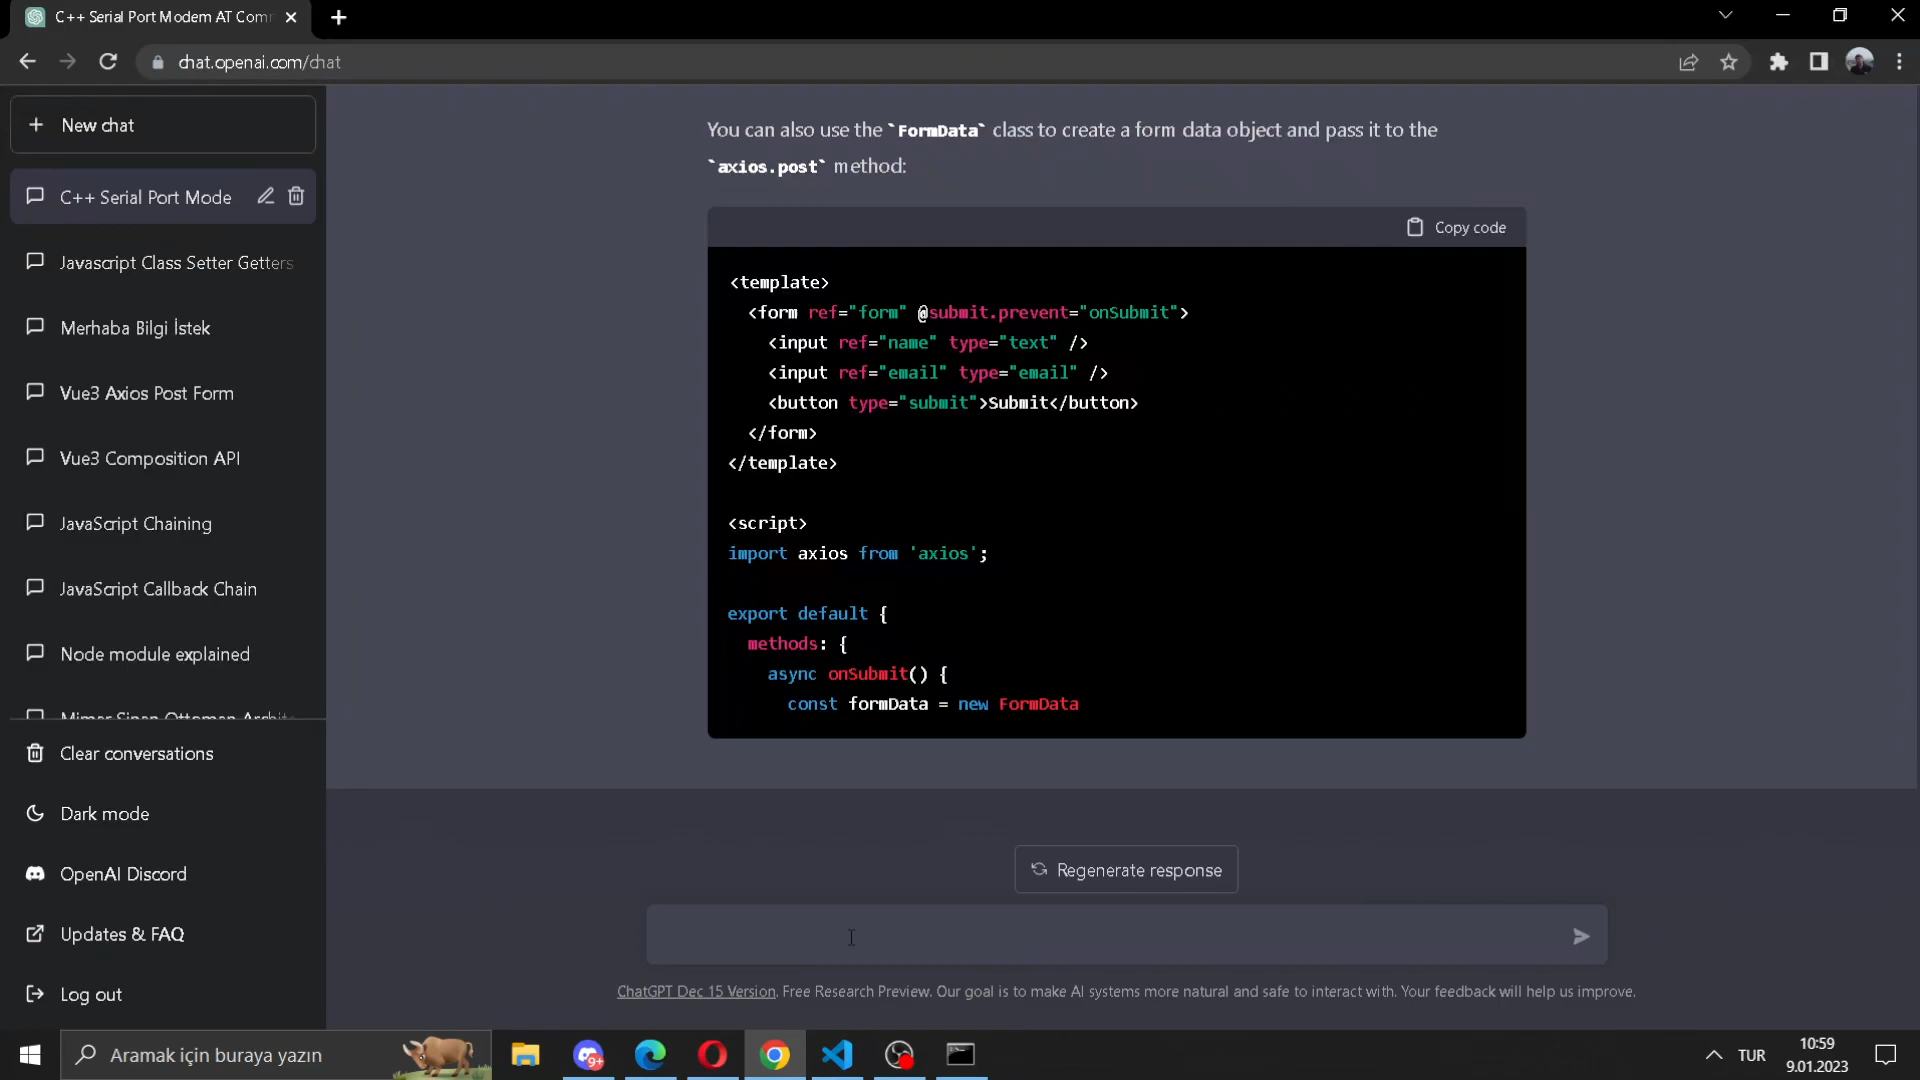 C++ Serial Port Modem AT Com
chat.openai.com/chat
New chat
C++ Serial Port Mode
Javascript Class Setter Getters
Merhaba Bilgi İstek
Vue3 Axios Post Form
Vue3 Composition API
JavaScript Chaining
JavaScript Callback Chain
Node module explained
Mimar Sinan Ottoman Archit
Clear conversations
Dark mode
OpenAI Discord
Updates & FAQ
Log out
You can also use the `FormData` class to create a form data object and pass it to the
`axios.post` method:
Copy code
<template>
  <form ref="form" @submit.prevent="onSubmit">
    <input ref="name" type="text" />
    <input ref="email" type="email" />
    <button type="submit">Submit</button>
  </form>
</template>
<script>
import axios from 'axios';
export default {
  methods: {
    async onSubmit() {
      const formData = new FormData
Regenerate response
ChatGPT Dec 15 Version. Free Research Preview. Our goal is to make AI systems more natural and safe to interact with. Your feedback will help us improve.
Aramak için buraya yazın
9+
TUR
10:59
9.01.2023